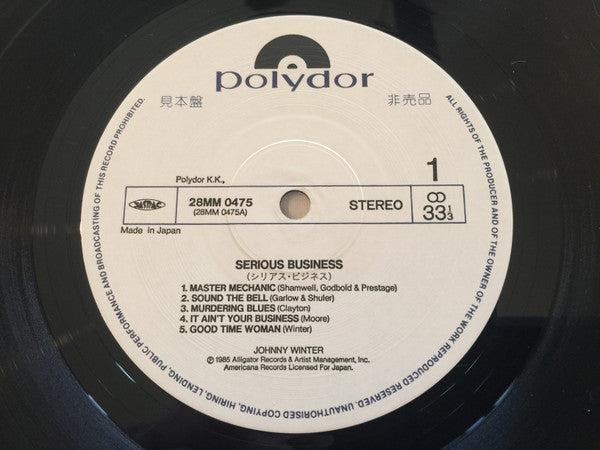 polydor
見本盤
非売品
Polydor K.K.,
1
JASRAC
28MM 0475
(28MM 0475A)
STEREO
33 1/3
Made in Japan
SERIOUS BUSINESS
(シリアス・ビジネス)
1. MASTER MECHANIC (Shamwell, Godbold & Prestage)
2. SOUND THE BELL (Garlow & Shuler)
3. MURDERING BLUES (Clayton)
4. IT AIN'T YOUR BUSINESS (Moore)
5. GOOD TIME WOMAN (Winter)
JOHNNY WINTER
℗1985 Alligator Records & Artist Management, Inc.
Americana Records Licensed For Japan.
ALL RIGHTS OF THE PRODUCER AND OF THE OWNER OF THE WORK REPRODUCED RESERVED. UNAUTHORISED COPYING, HIRING, LENDING, PUBLIC PERFORMANCE AND BROADCASTING OF THIS RECORD PROHIBITED.